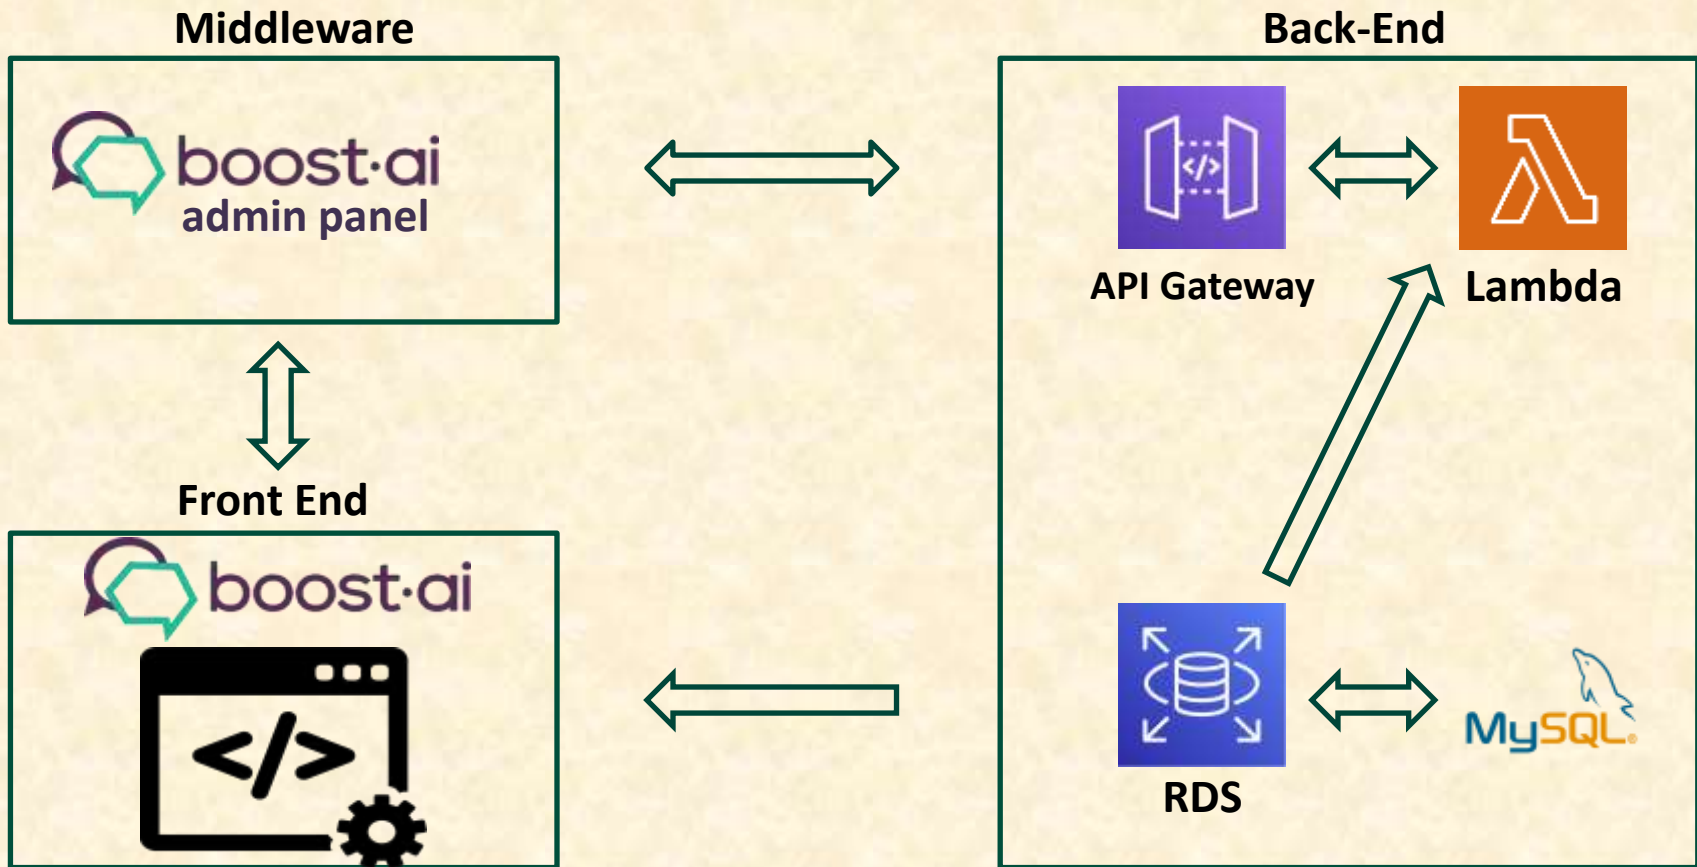 Middleware
Back-End
boost.ai
admin panel
</>
API Gateway
Lambda
Front End
boost.ai
</>
RDS
MySQL®